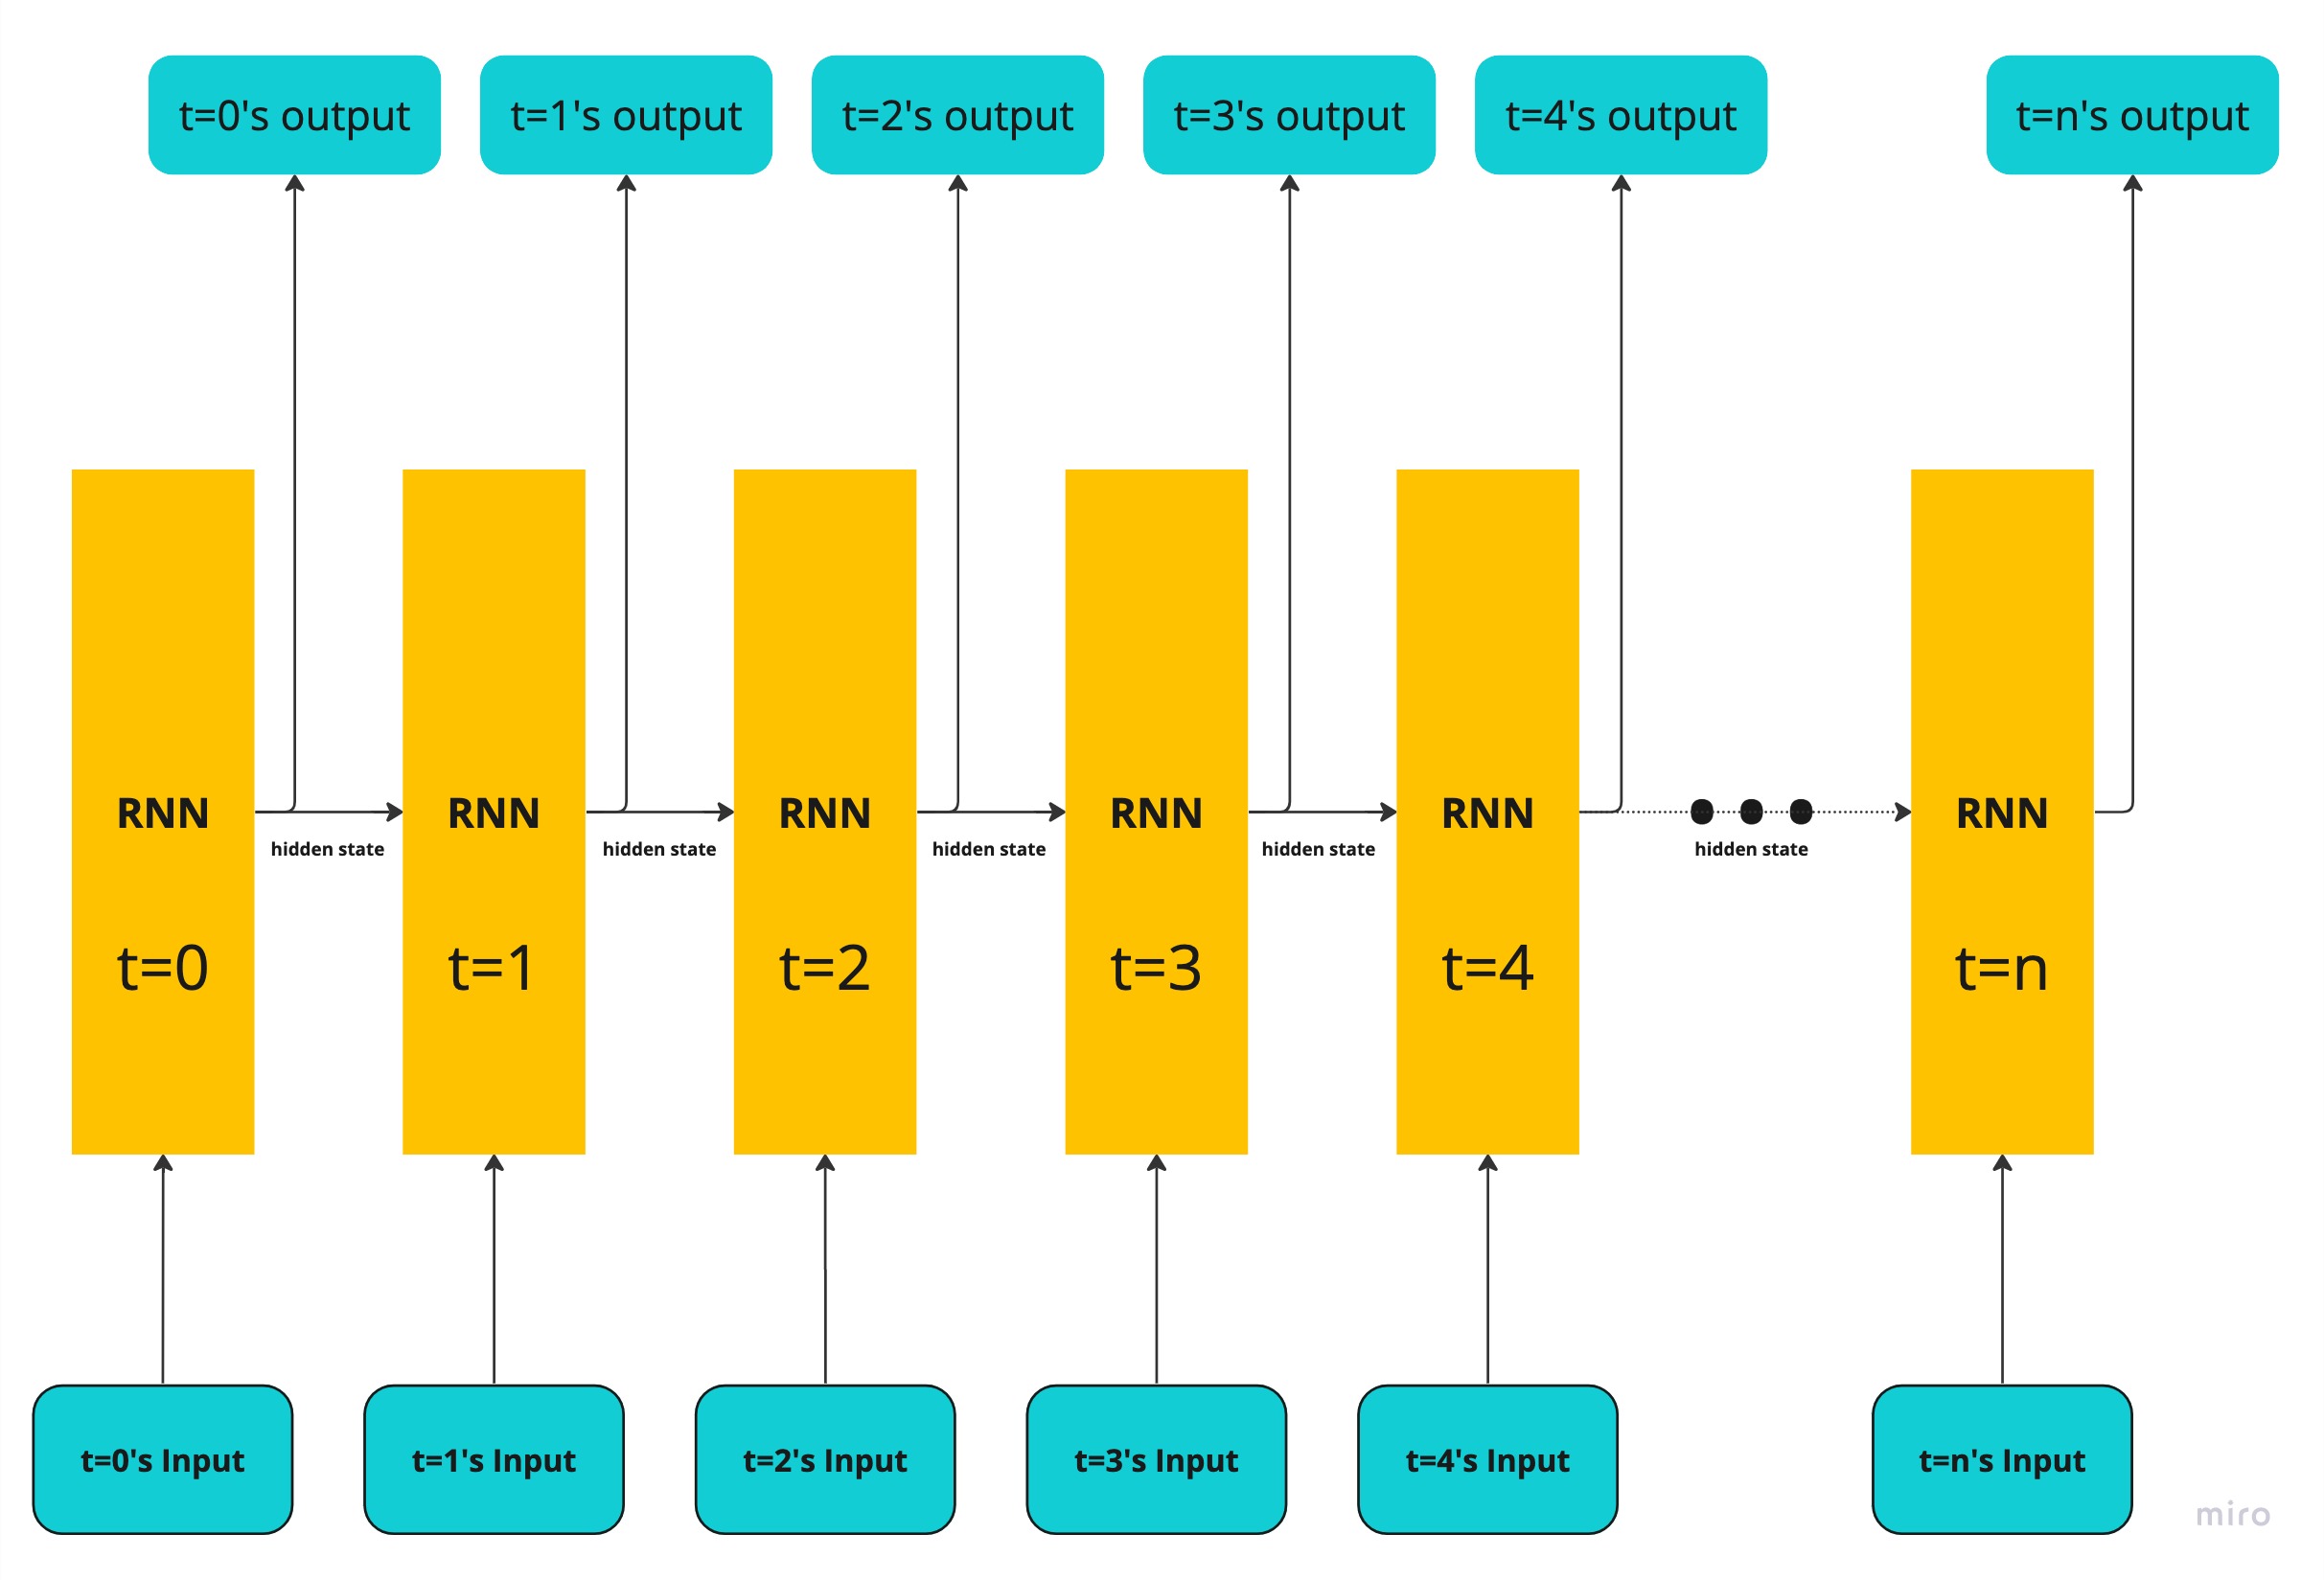 t=0's output
t=1's output
t=2's output
t=3's output
t=4's output
t=n's output
RNN
RNN
RNN
RNN
RNN
RNN
hidden state
hidden state
hidden state
hidden state
hidden state
t=0
t=1
t=2
t=3
t=4
t=n
t=0's Input
t=1's Input
t=2's Input
t=3's Input
t=4's Input
t=n's Input
miro